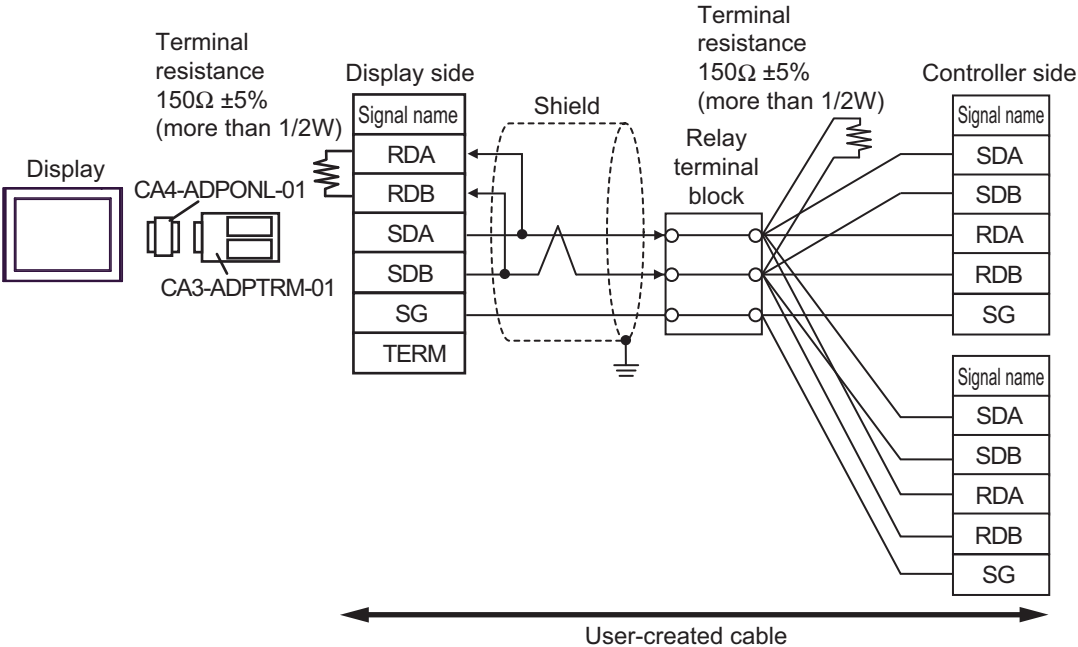 Terminal
resistance
150Ω ±5%
(more than 1/2W)
Terminal
resistance
150Ω ±5%
(more than 1/2W)
Display side
Controller side
Shield
Relay
terminal
block
Display
CA4-ADPONL-01
CA3-ADPTRM-01
Signal name
RDA
RDB
SDA
SDB
SG
TERM
Signal name
SDA
SDB
RDA
RDB
SG
Signal name
SDA
SDB
RDA
RDB
SG
User-created cable